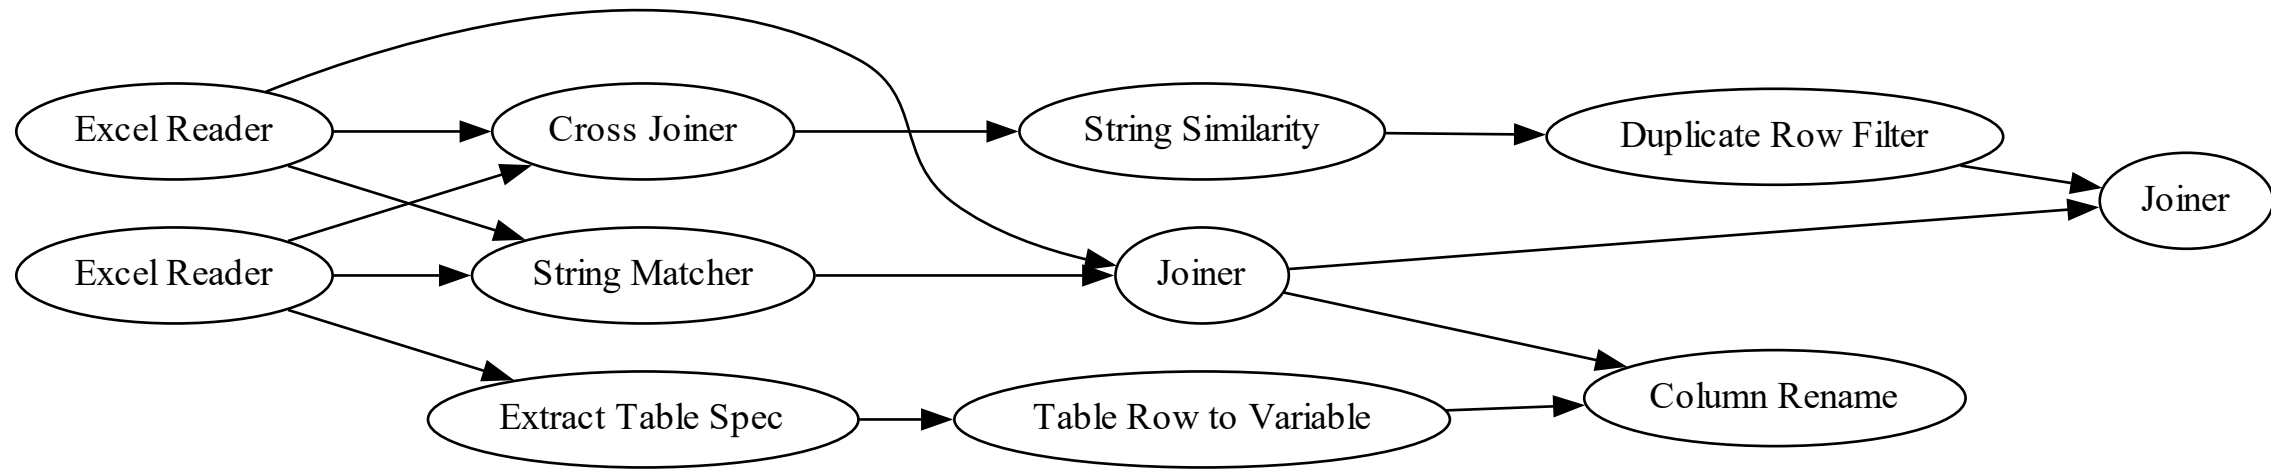 Excel Reader
Cross Joiner
String Similarity
Duplicate Row Filter
Joiner
Excel Reader
String Matcher
Joiner
Extract Table Spec
Table Row to Variable
Column Rename